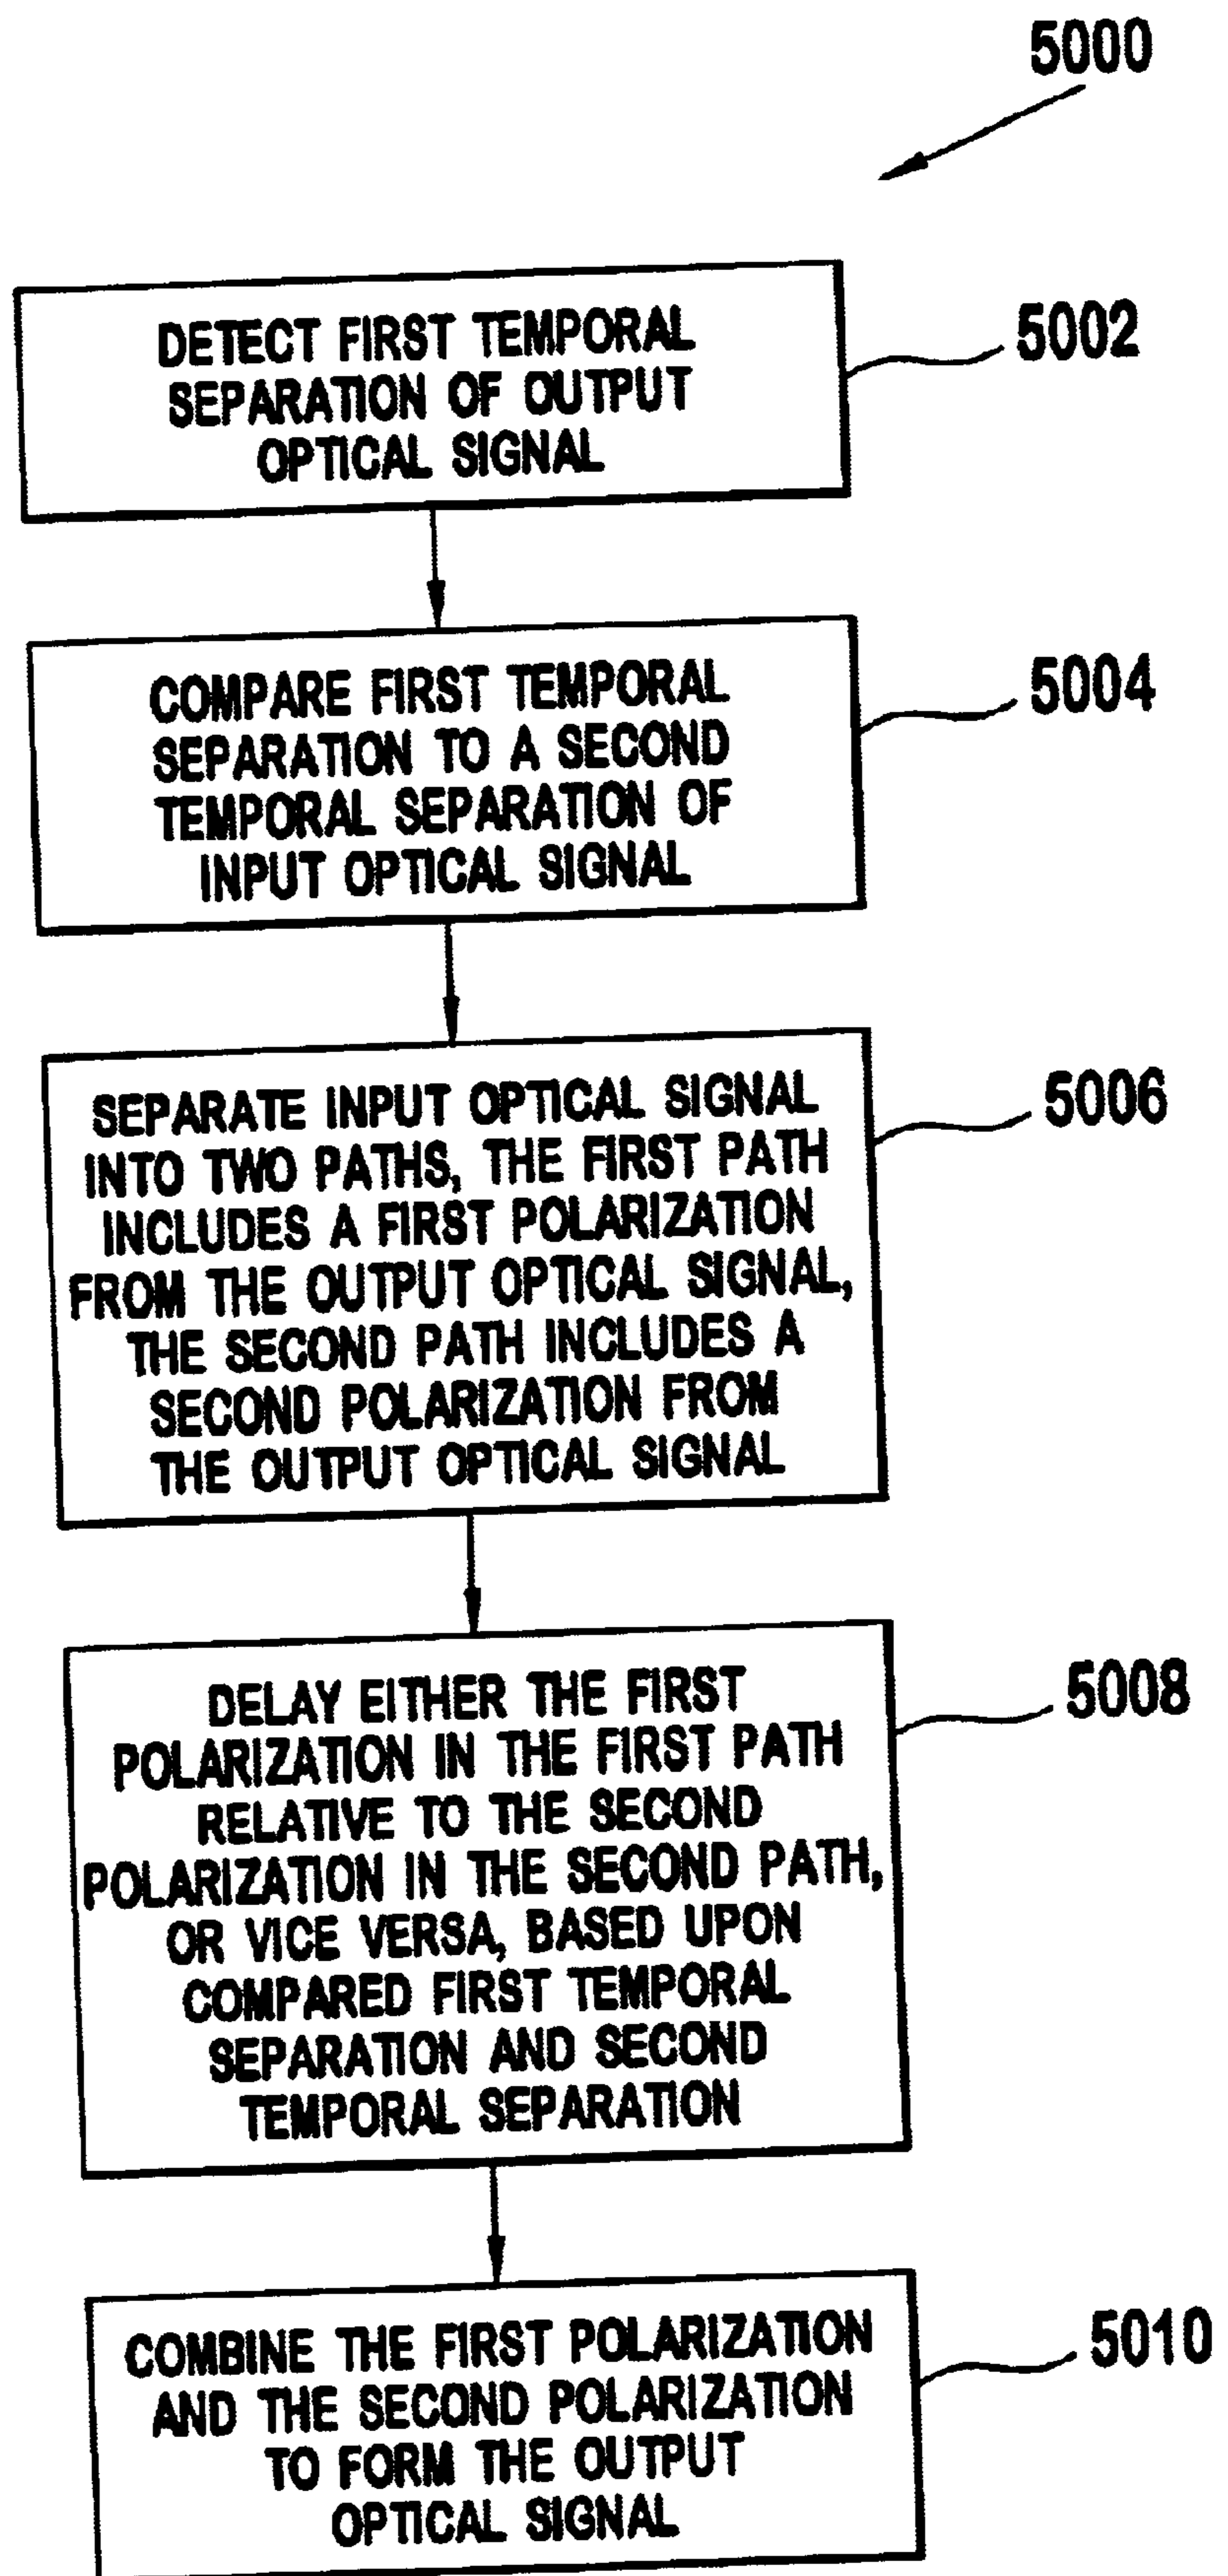 5000
DETECT FIRST TEMPORAL
SEPARATION OF OUTPUT
OPTICAL SIGNAL
5002
COMPARE FIRST TEMPORAL
SEPARATION TO A SECOND
TEMPORAL SEPARATION OF
INPUT OPTICAL SIGNAL
5004
SEPARATE INPUT OPTICAL SIGNAL
INTO TWO PATHS, THE FIRST PATH
INCLUDES A FIRST POLARIZATION
FROM THE OUTPUT OPTICAL SIGNAL,
THE SECOND PATH INCLUDES A
SECOND POLARIZATION FROM
THE OUTPUT OPTICAL SIGNAL
5006
DELAY EITHER THE FIRST
POLARIZATION IN THE FIRST PATH
RELATIVE TO THE SECOND
POLARIZATION IN THE SECOND PATH,
OR VICE VERSA, BASED UPON
COMPARED FIRST TEMPORAL
SEPARATION AND SECOND
TEMPORAL SEPARATION
5008
COMBINE THE FIRST POLARIZATION
AND THE SECOND POLARIZATION
TO FORM THE OUTPUT
OPTICAL SIGNAL
5010